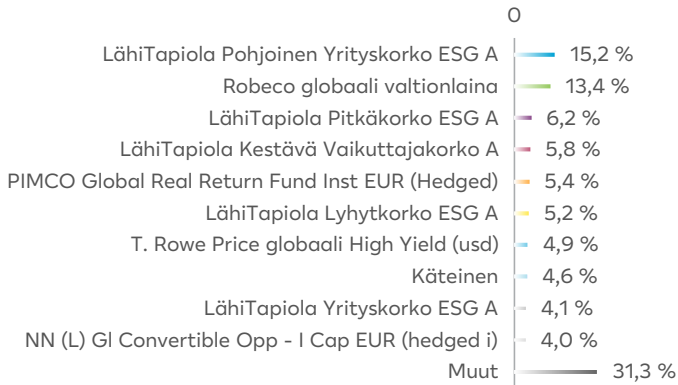 0
LähiTapiola Pohjoinen Yrityskorko ESG A 15,2 %
Robeco globaali valtionlaina 13,4 %
LähiTapiola Pitkäkorko ESG A 6,2 %
LähiTapiola Kestävä Vaikuttajakorko A 5,8 %
PIMCO Global Real Return Fund Inst EUR (Hedged) 5,4 %
LähiTapiola Lyhytkorko ESG A 5,2 %
T. Rowe Price globaali High Yield (usd) 4,9 %
Käteinen 4,6 %
LähiTapiola Yrityskorko ESG A 4,1 %
NN (L) Gl Convertible Opp - I Cap EUR (hedged i) 4,0 %
Muut 31,3 %